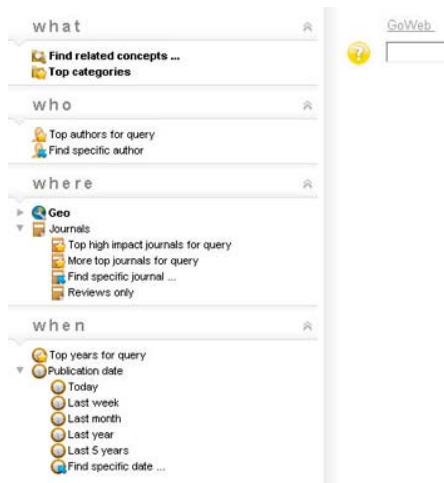 what
Find related concepts ...
Top categories
who
Top authors for query
Find specific author
where
Geo
Journals
Top high impact journals for query
More top journals for query
Find specific journal ...
Reviews only
when
Top years for query
Publication date
Today
Last week
Last month
Last year
Last 5 years
Find specific date ...
GoWeb
?